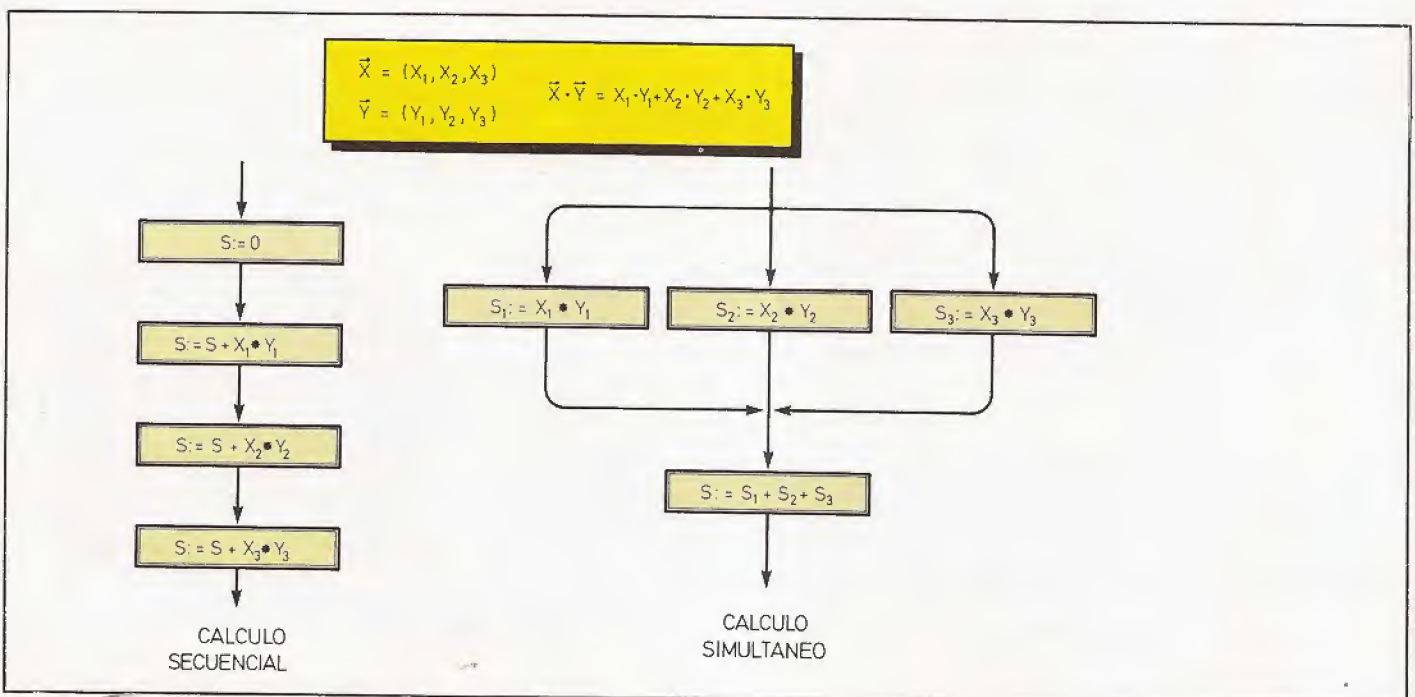 X⃗ = (X₁, X₂, X₃)
Y⃗ = (Y₁, Y₂, Y₃)
X⃗ · Y⃗ = X₁·Y₁+X₂·Y₂+X₃·Y₃
S:= 0
S:= S + X₁*Y₁
S:= S + X₂*Y₂
S:= S + X₃*Y₃
CALCULO
SECUENCIAL
S₁:= X₁ * Y₁
S₂:= X₂ * Y₂
S₃:= X₃ * Y₃
S:= S₁ + S₂ + S₃
CALCULO
SIMULTANEO